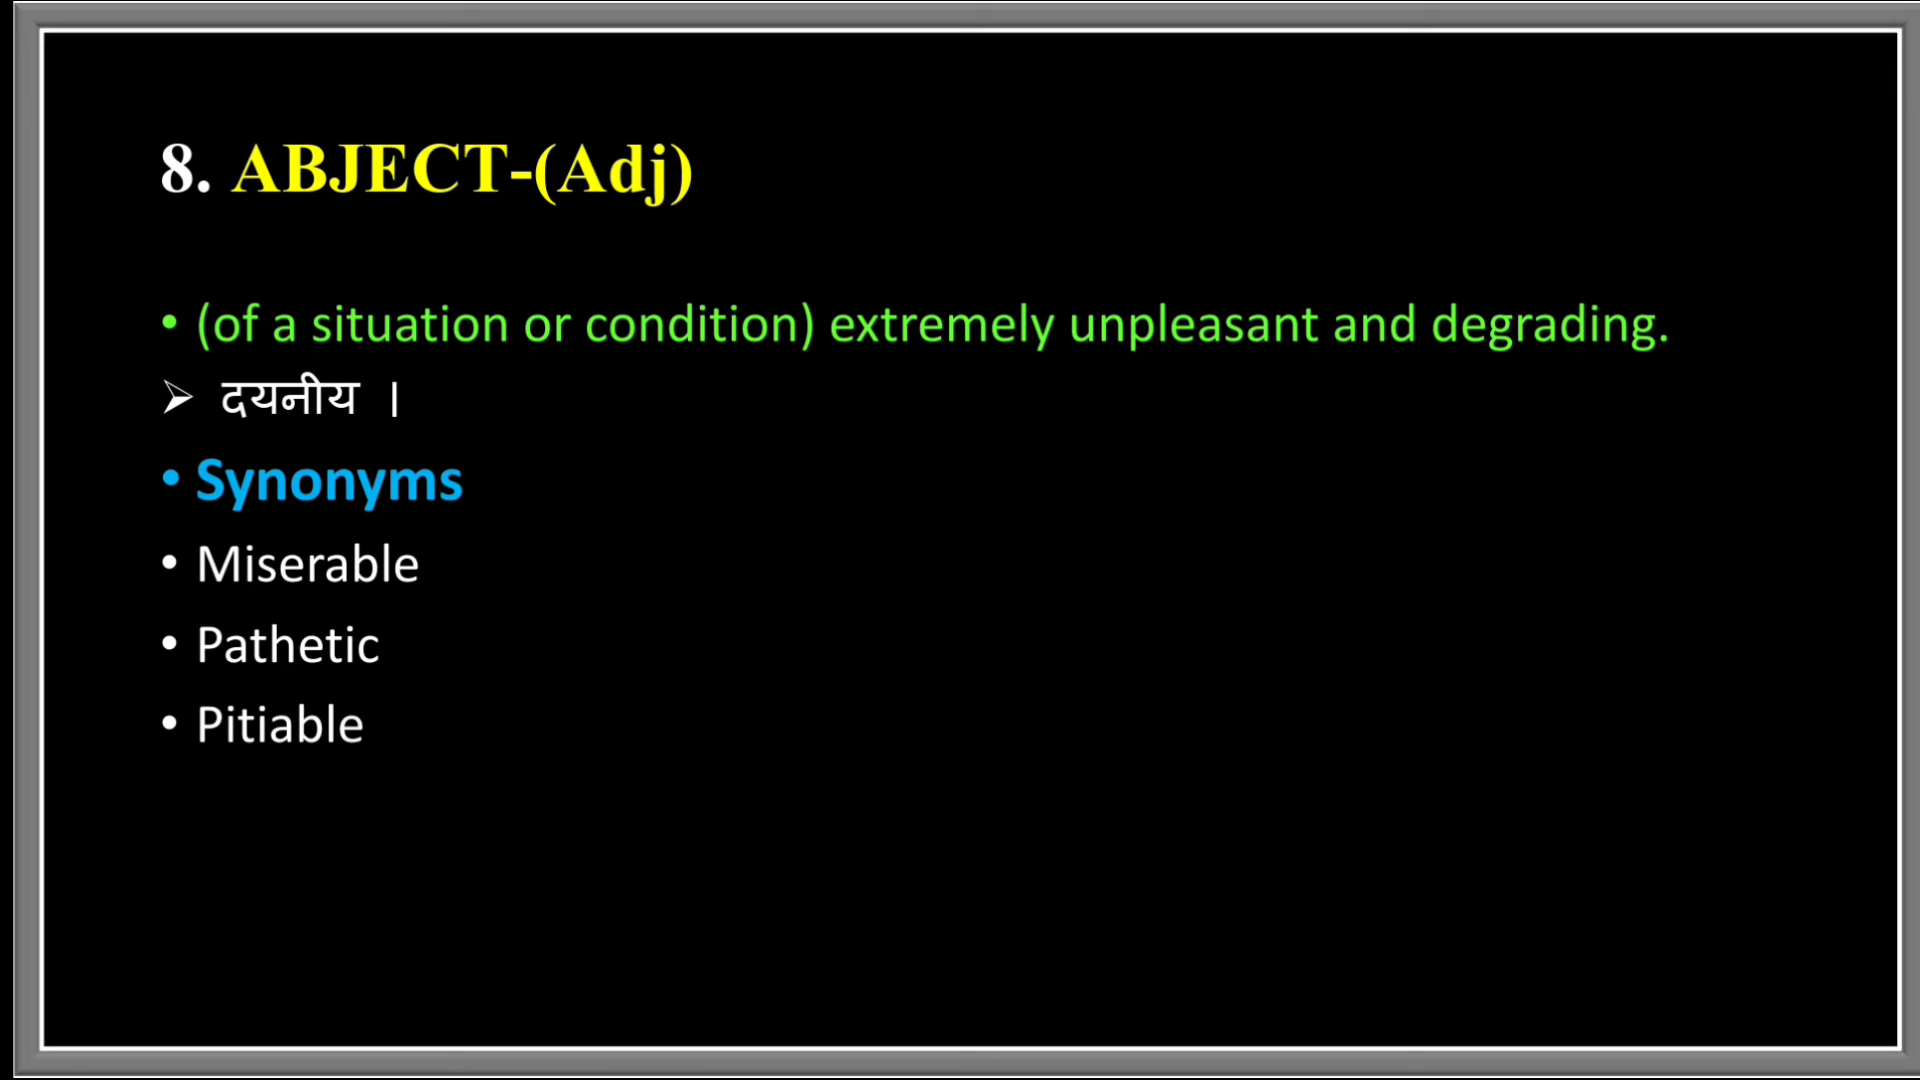 8. ABJECT-(Adj)
• (of a situation or condition) extremely unpleasant and degrading.
➢ दयनीय ।
• Synonyms
• Miserable
• Pathetic
• Pitiable